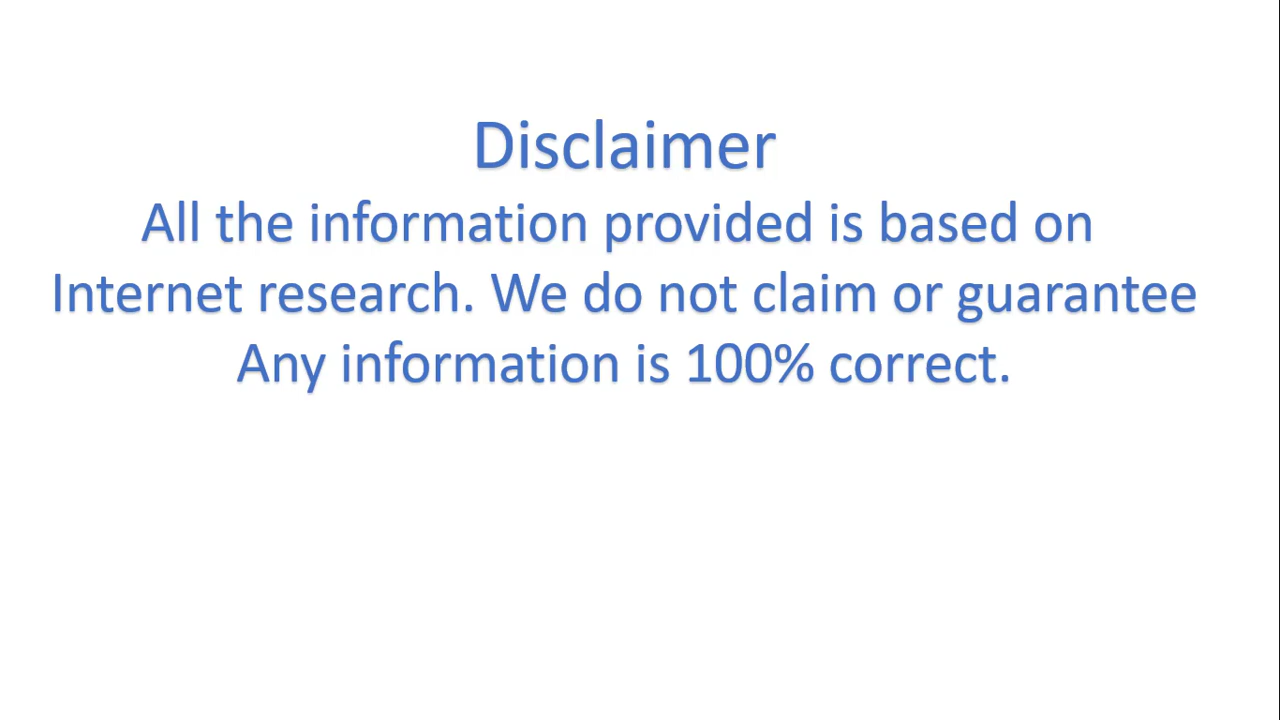 Disclaimer
All the information provided is based on
Internet research. We do not claim or guarantee
Any information is 100% correct.